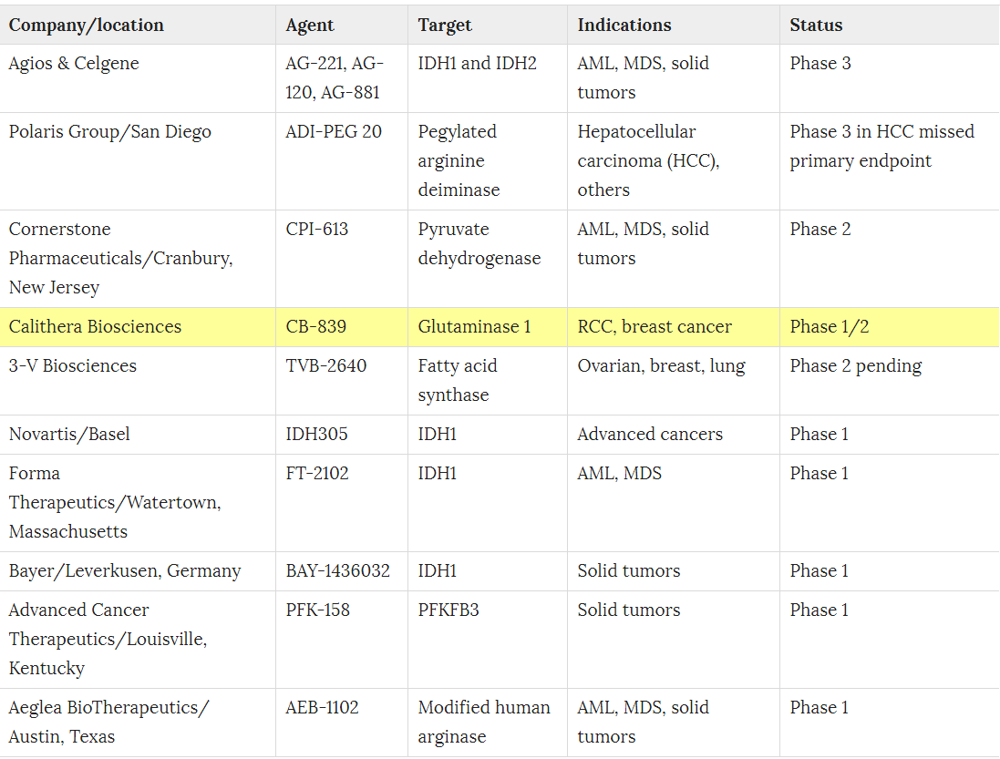 Company/location Agent Target Indications Status
Agios & Celgene AG-221, AG- IDH1 and IDH2 AML, MDS, solid Phase 3
120, AG-881 tumors
Polaris Group/San Diego ADI-PEG 20 Pegylated Hepatocellular Phase 3 in HCC missed
arginine carcinoma (HCC), primary endpoint
deiminase others
Cornerstone CPI-613 Pyruvate AML, MDS, solid Phase 2
Pharmaceuticals/Cranbury, dehydrogenase tumors
New Jersey
Calithera Biosciences CB-839 Glutaminase 1 RCC, breast cancer Phase 1/2
3-V Biosciences TVB-2640 Fatty acid Ovarian, breast, lung Phase 2 pending
synthase
Novartis/Basel IDH305 IDH1 Advanced cancers Phase 1
Forma FT-2102 IDH1 AML, MDS Phase 1
Therapeutics/Watertown,
Massachusetts
Bayer/Leverkusen, Germany BAY-1436032 IDH1 Solid tumors Phase 1
Advanced Cancer PFK-158 PFKFB3 Solid tumors Phase 1
Therapeutics/Louisville,
Kentucky
Aeglea BioTherapeutics/ AEB-1102 Modified human AML, MDS, solid Phase 1
Austin, Texas arginase tumors